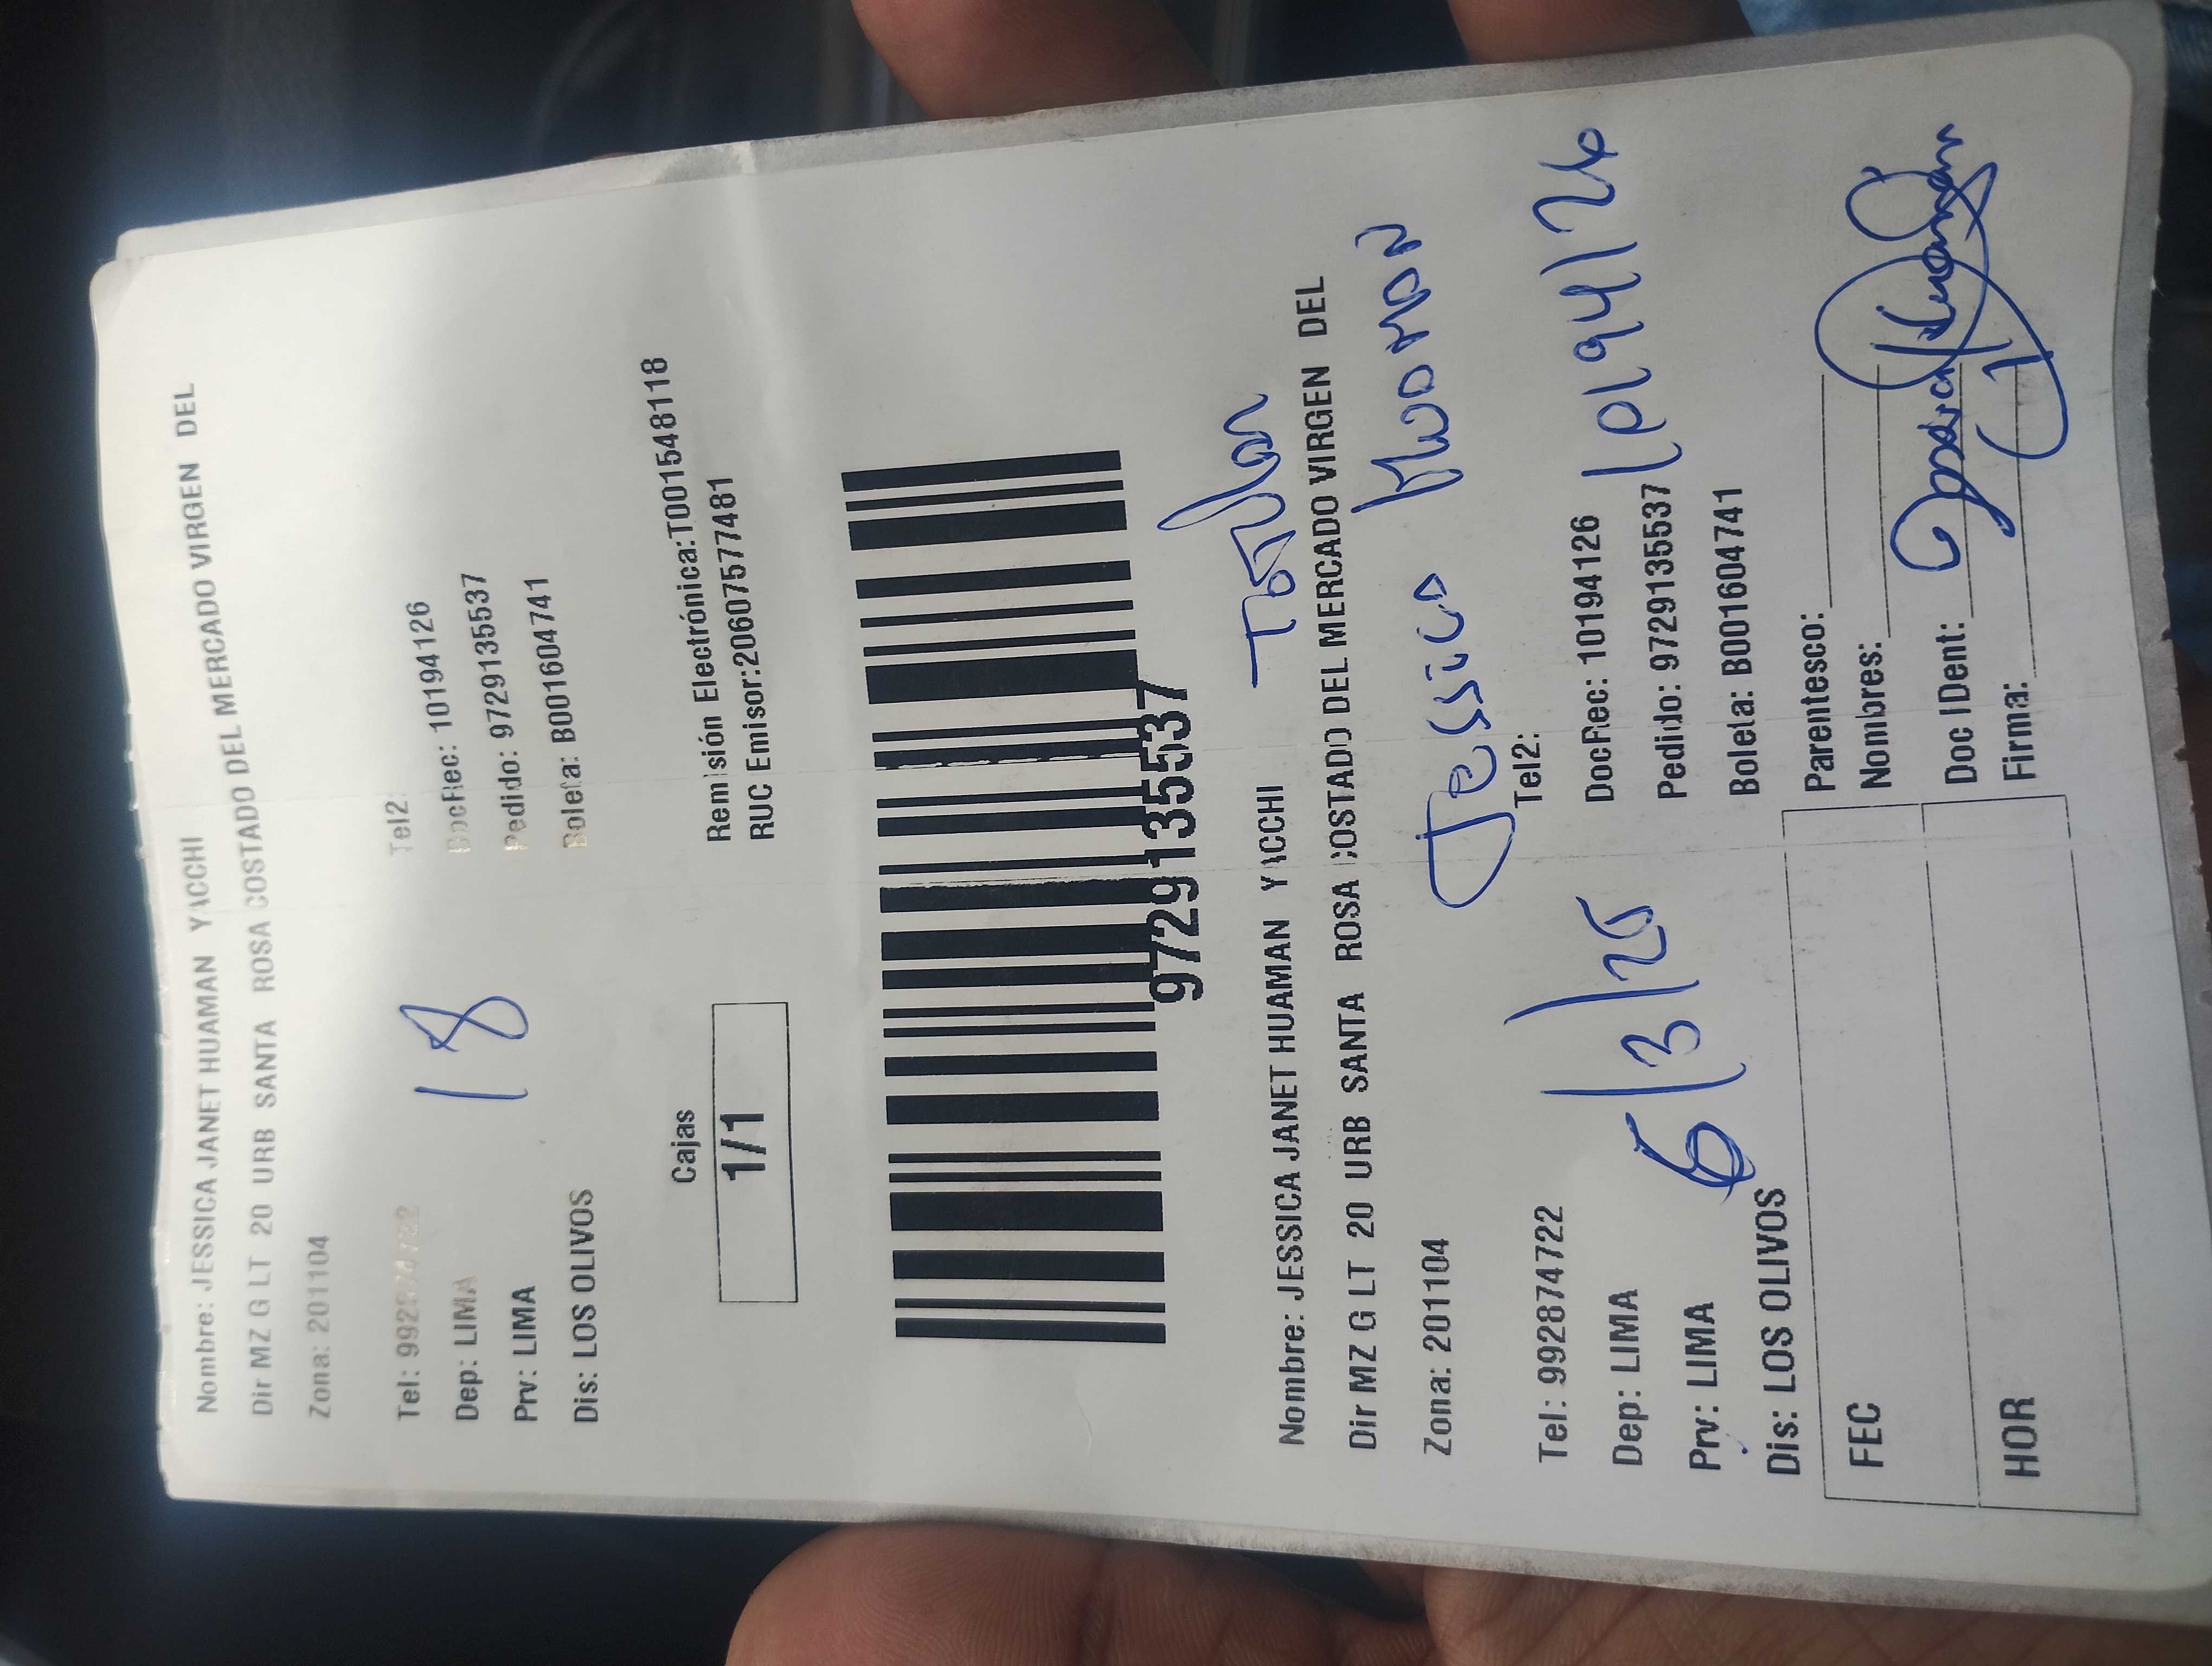 Nombre: JESSICA JANET HUAMAN YACCHI
Dir MZ G LT 20 URB SANTA ROSA COSTADO DEL MERCADO VIRGEN DEL
Zona: 201104
Tel: 992874722
Tel2:
Dep: LIMA
DocRec: 10194126
Prv: LIMA
Pedido: 9729135537
Dis: LOS OLIVOS
Boleta: B001604741
18
Cajas
1/1
Remisión Electrónica:T001548118
RUC Emisor:20607577481
9729135537
Nombre: JESSICA JANET HUAMAN YACCHI
Dir MZ G LT 20 URB SANTA ROSA COSTADO DEL MERCADO VIRGEN DEL
Zona: 201104
Jessica Huaman
Tel: 992874722
Tel2:
Dep: LIMA
DocRec: 10194126
10194126
6/3/25
Prv: LIMA
Pedido: 9729135537
Dis: LOS OLIVOS
Boleta: B001604741
FEC
HOR
Parentesco:
Nombres:
Doc IDent:
Firma: